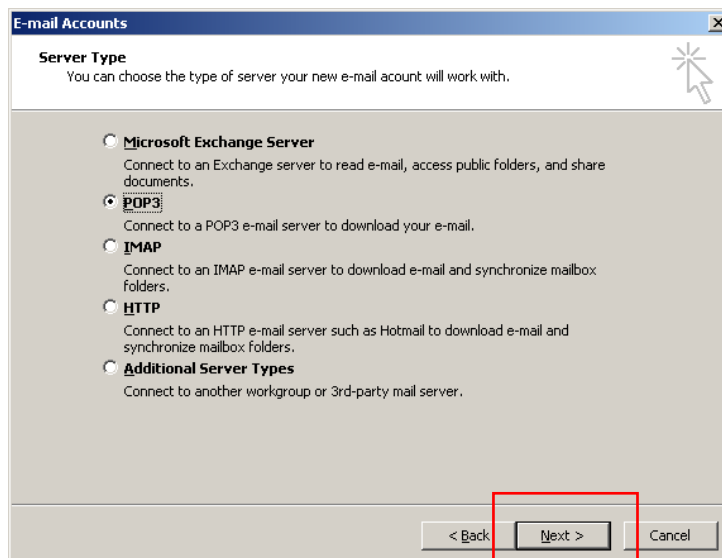 E-mail Accounts
Server Type
You can choose the type of server your new e-mail acount will work with.
Microsoft Exchange Server
Connect to an Exchange server to read e-mail, access public folders, and share
documents.
POP3
Connect to a POP3 e-mail server to download your e-mail.
IMAP
Connect to an IMAP e-mail server to download e-mail and synchronize mailbox
folders.
HTTP
Connect to an HTTP e-mail server such as Hotmail to download e-mail and
synchronize mailbox folders.
Additional Server Types
Connect to another workgroup or 3rd-party mail server.
< Back Next > Cancel